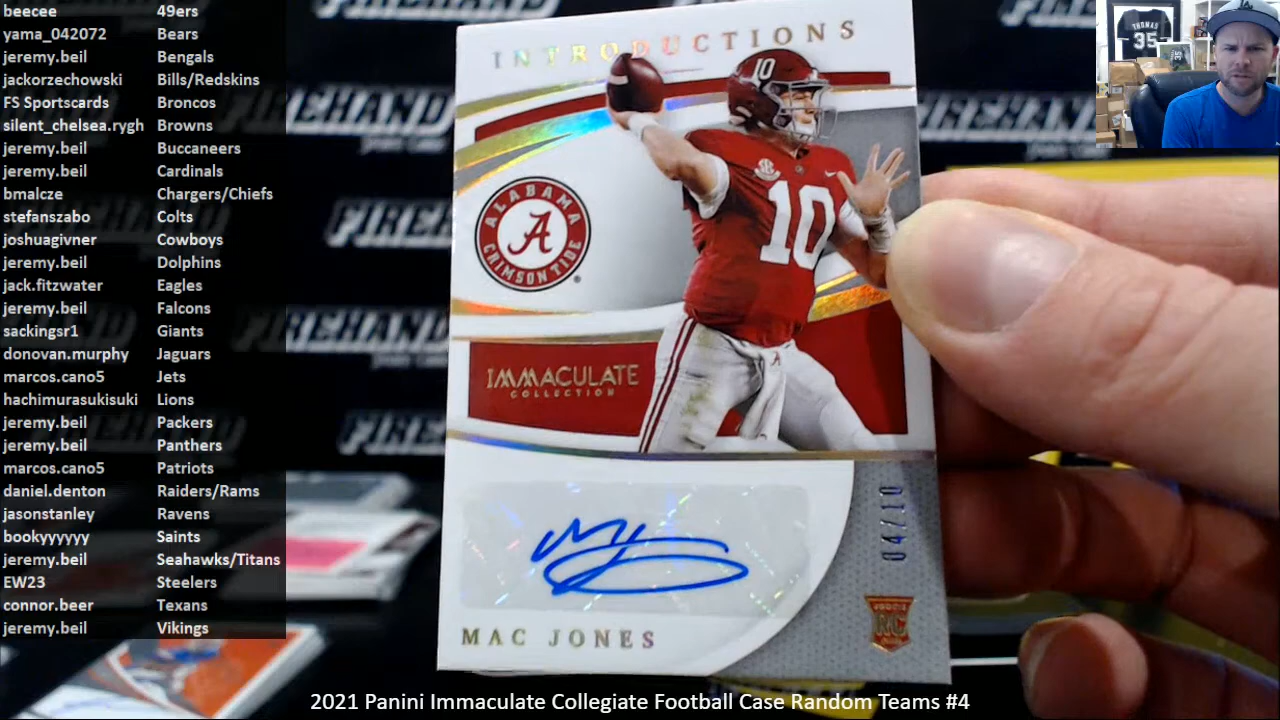 beecee 49ers
yama_042072 Bears
jeremy.beil Bengals
jackorzechowski Bills/Redskins
FS Sportscards Broncos
silent_chelsea.rygh Browns
jeremy.beil Buccaneers
jeremy.beil Cardinals
bmalcze Chargers/Chiefs
stefanszabo Colts
joshuagivner Cowboys
jeremy.beil Dolphins
jack.fitzwater Eagles
jeremy.beil Falcons
sackingsr1 Giants
donovan.murphy Jaguars
marcos.cano5 Jets
hachimurasukisuki Lions
jeremy.beil Packers
jeremy.beil Panthers
marcos.cano5 Patriots
daniel.denton Raiders/Rams
jasonstanley Ravens
bookyyyyyy Saints
jeremy.beil Seahawks/Titans
EW23 Steelers
connor.beer Texans
jeremy.beil Vikings
INTRODUCTIONS
10
ALABAMA
A
CRIMSON TIDE
10
IMMACULATE
COLLECTION
04/10
MAC JONES
RC
THOMAS
35
FIREHAND
2021 Panini Immaculate Collegiate Football Case Random Teams #4